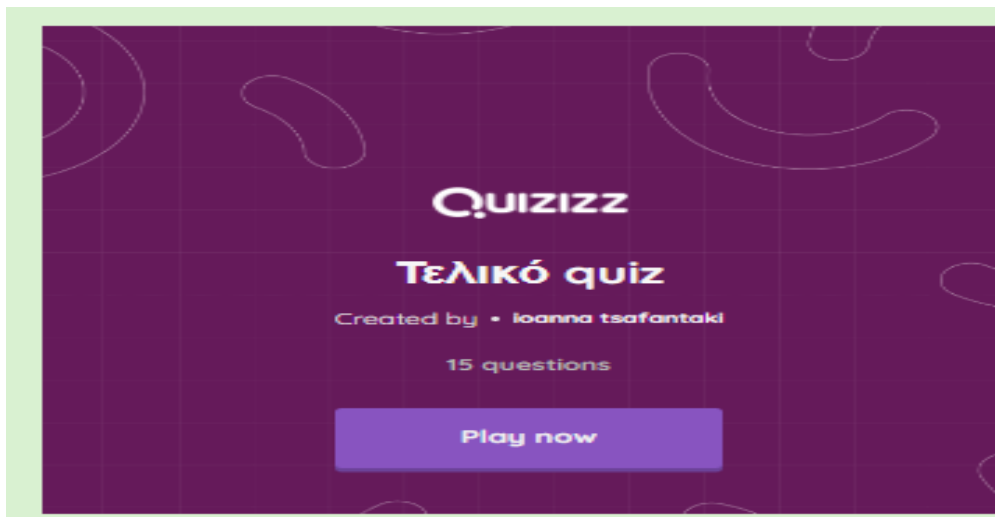 Quizizz
Τελικό quiz
Created by • ioanna tsafantaki
15 questions
Play now